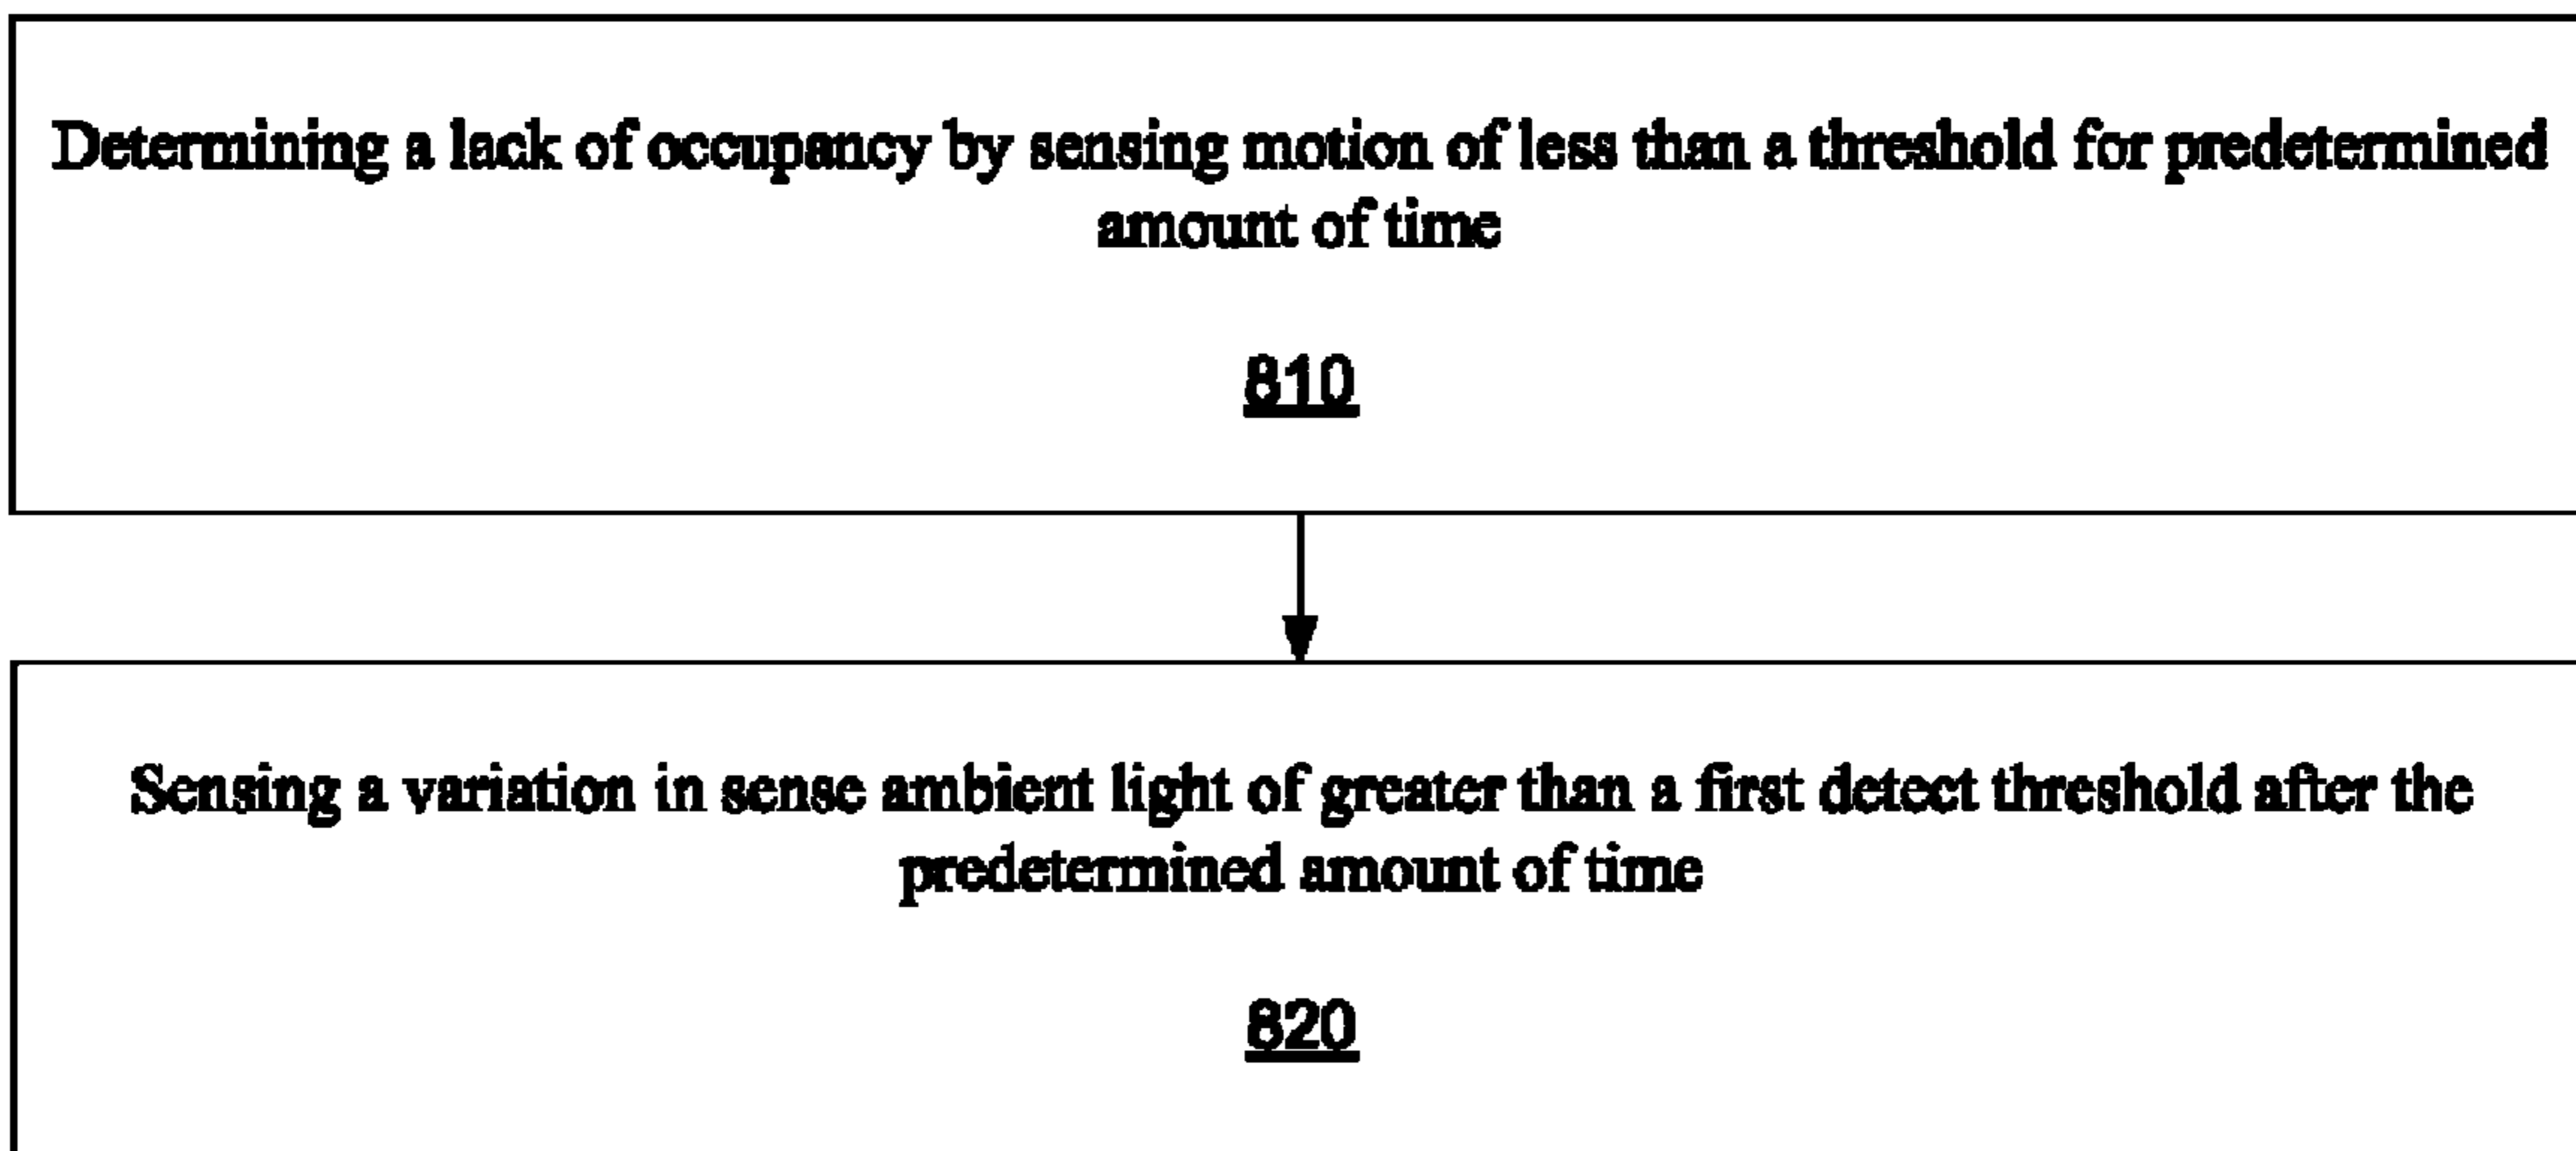 Determining a lack of occupancy by sensing motion of less than a threshold for predetermined
amount of time
810
Sensing a variation in sense ambient light of greater than a first detect threshold after the
predetermined amount of time
820